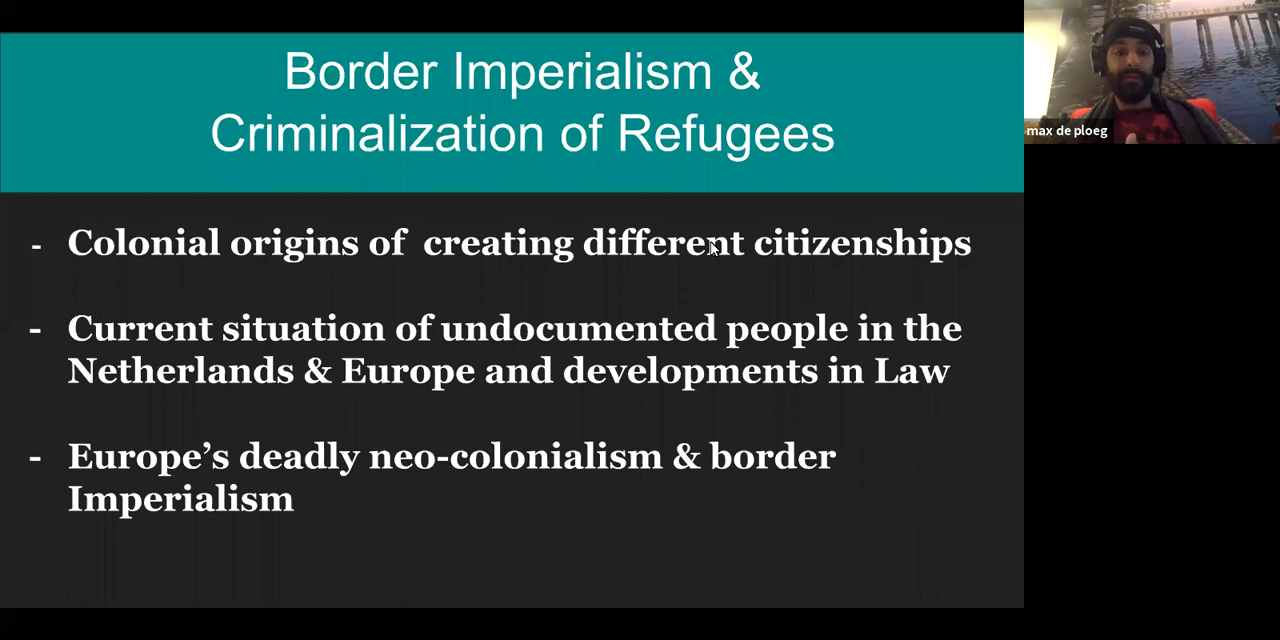 Border Imperialism &
Criminalization of Refugees
- Colonial origins of creating different citizenships
- Current situation of undocumented people in the
Netherlands & Europe and developments in Law
- Europe’s deadly neo-colonialism & border
Imperialism
max de ploeg